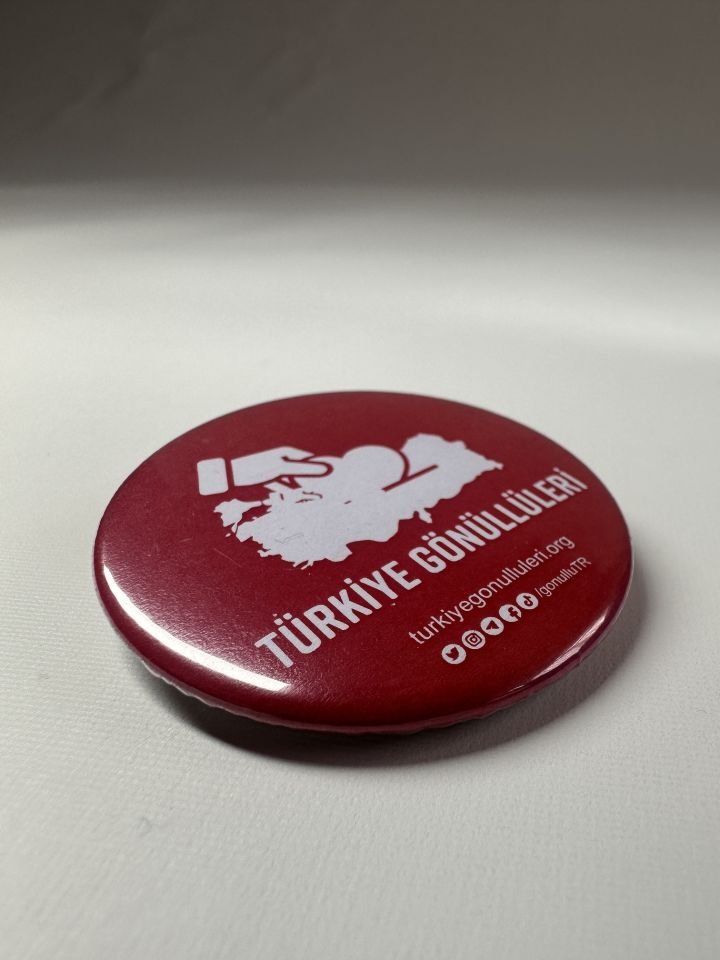 TÜRKİYE GÖNÜLLÜLERİ
turkiyegonulluleri.org
/gonulluTR